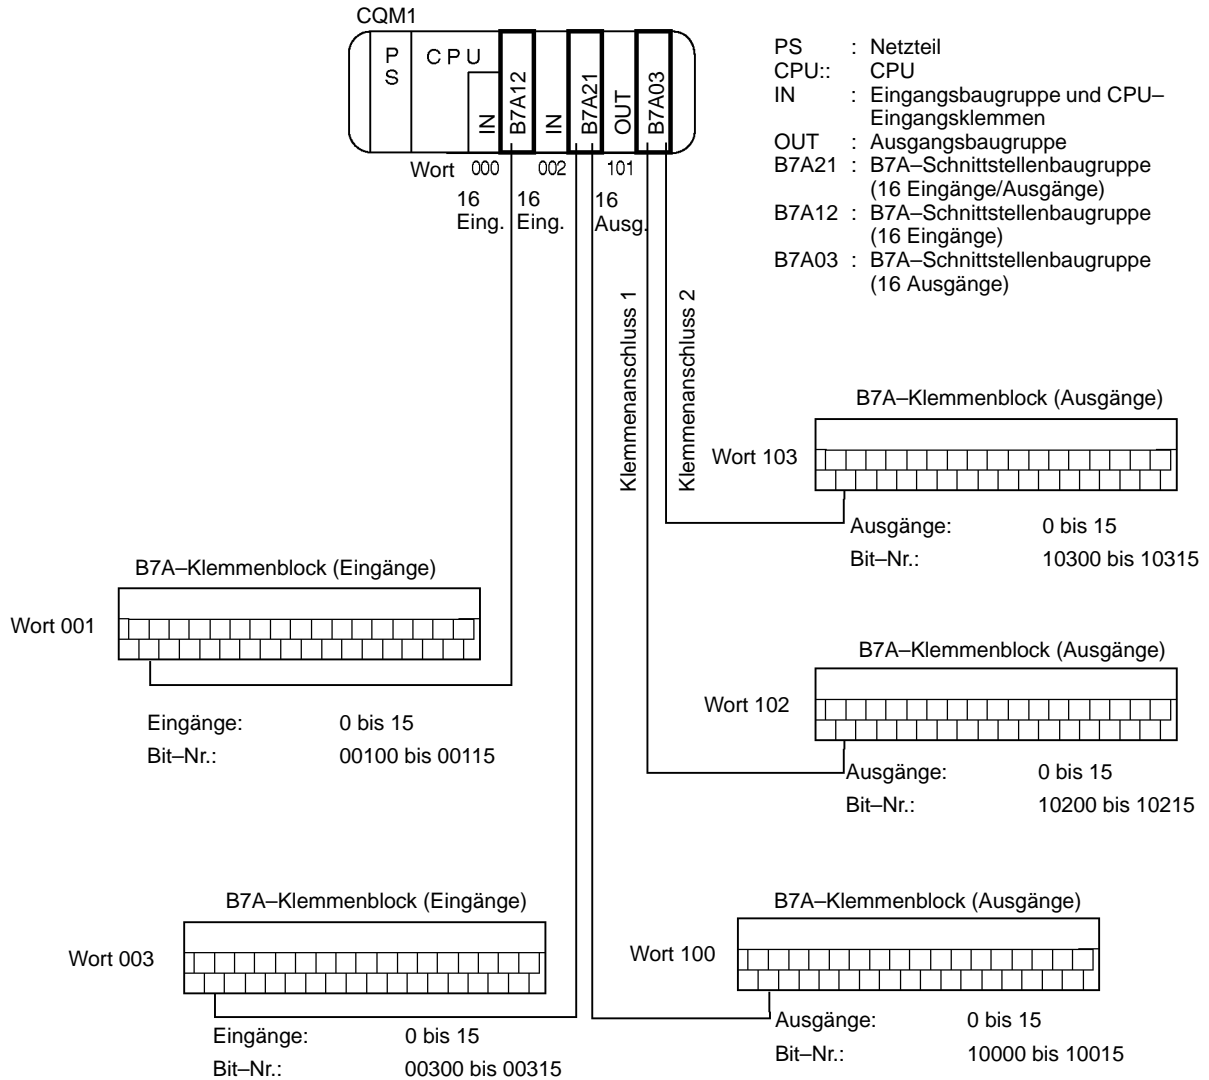 CQM1
P
S
C P U
IN
B7A12
IN
B7A21
OUT
B7A03
Wort 000 002 101
16
Eing.
16
Eing.
16
Ausg.
PS : Netzteil
CPU:: CPU
IN : Eingangsbaugruppe und CPU–
Eingangsklemmen
OUT : Ausgangsbaugruppe
B7A21 : B7A–Schnittstellenbaugruppe
(16 Eingänge/Ausgänge)
B7A12 : B7A–Schnittstellenbaugruppe
(16 Eingänge)
B7A03 : B7A–Schnittstellenbaugruppe
(16 Ausgänge)
Klemmenanschluss 1
Klemmenanschluss 2
B7A–Klemmenblock (Ausgänge)
Wort 103
Ausgänge: 0 bis 15
Bit–Nr.: 10300 bis 10315
B7A–Klemmenblock (Eingänge)
Wort 001
Eingänge: 0 bis 15
Bit–Nr.: 00100 bis 00115
B7A–Klemmenblock (Ausgänge)
Wort 102
Ausgänge: 0 bis 15
Bit–Nr.: 10200 bis 10215
B7A–Klemmenblock (Eingänge)
Wort 003
Eingänge: 0 bis 15
Bit–Nr.: 00300 bis 00315
B7A–Klemmenblock (Ausgänge)
Wort 100
Ausgänge: 0 bis 15
Bit–Nr.: 10000 bis 10015